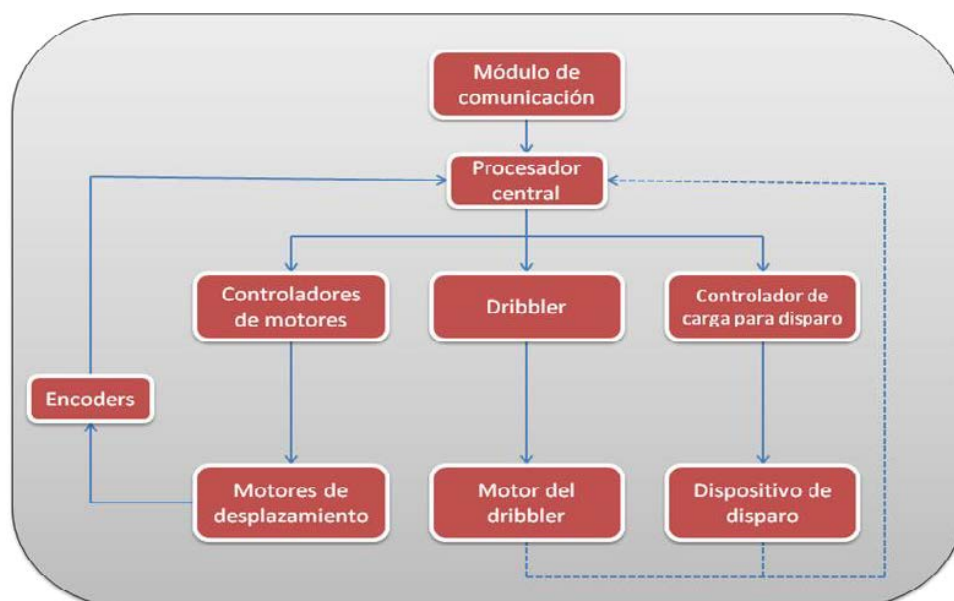 Módulo de
comunicación
Procesador
central
Controladores
de motores
Dribbler
Controlador de
carga para disparo
Encoders
Motores de
desplazamiento
Motor del
dribbler
Dispositivo de
disparo